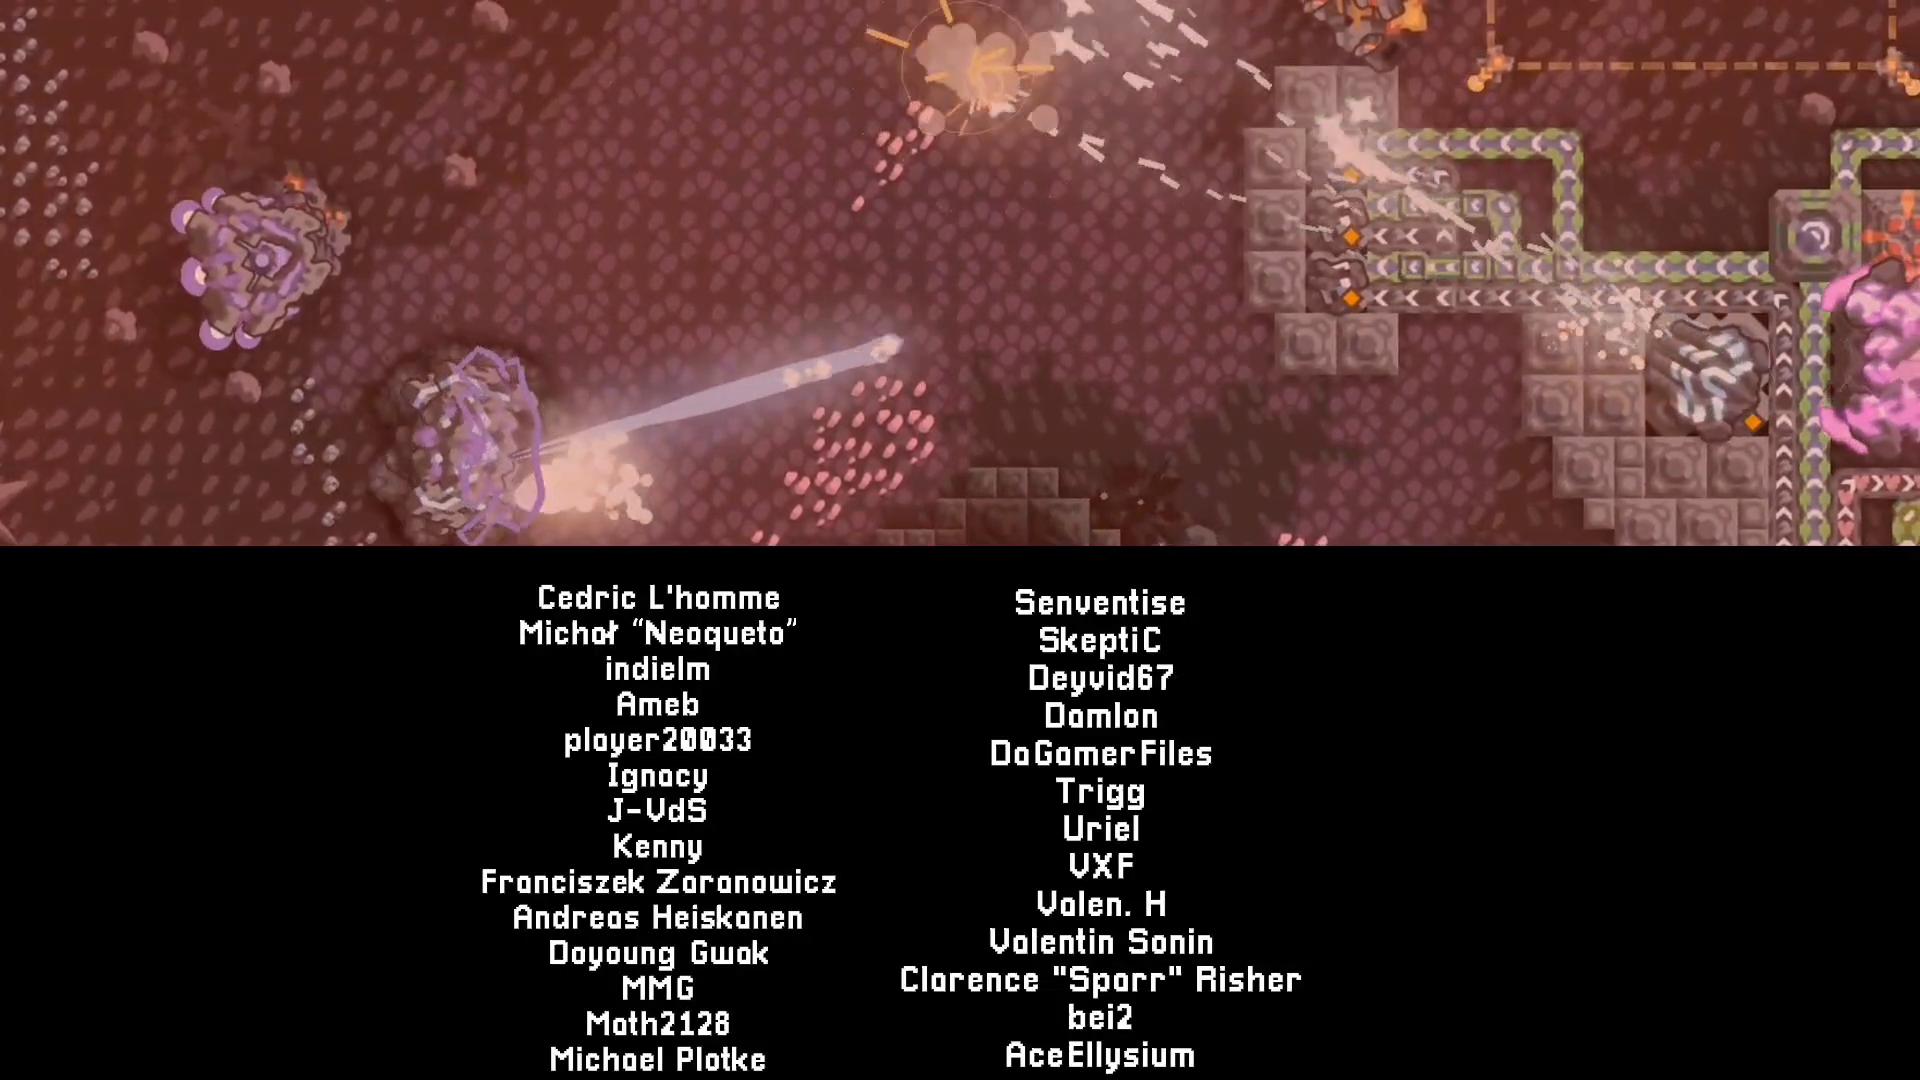 Cedric L'homme
Michał “Neoqueto”
indielm
Ameb
player20033
Ignacy
J-VdS
Kenny
Franciszek Zaranowicz
Andreas Heiskanen
Doyoung Gwak
MMG
Math2128
Michael Plotke
Senventise
SkeptiC
Deyvid67
Damlon
DaGamerFiles
Trigg
Uriel
VXF
Valen. H
Valentin Sonin
Clarence "Sparr" Risher
bei2
AceEllysium